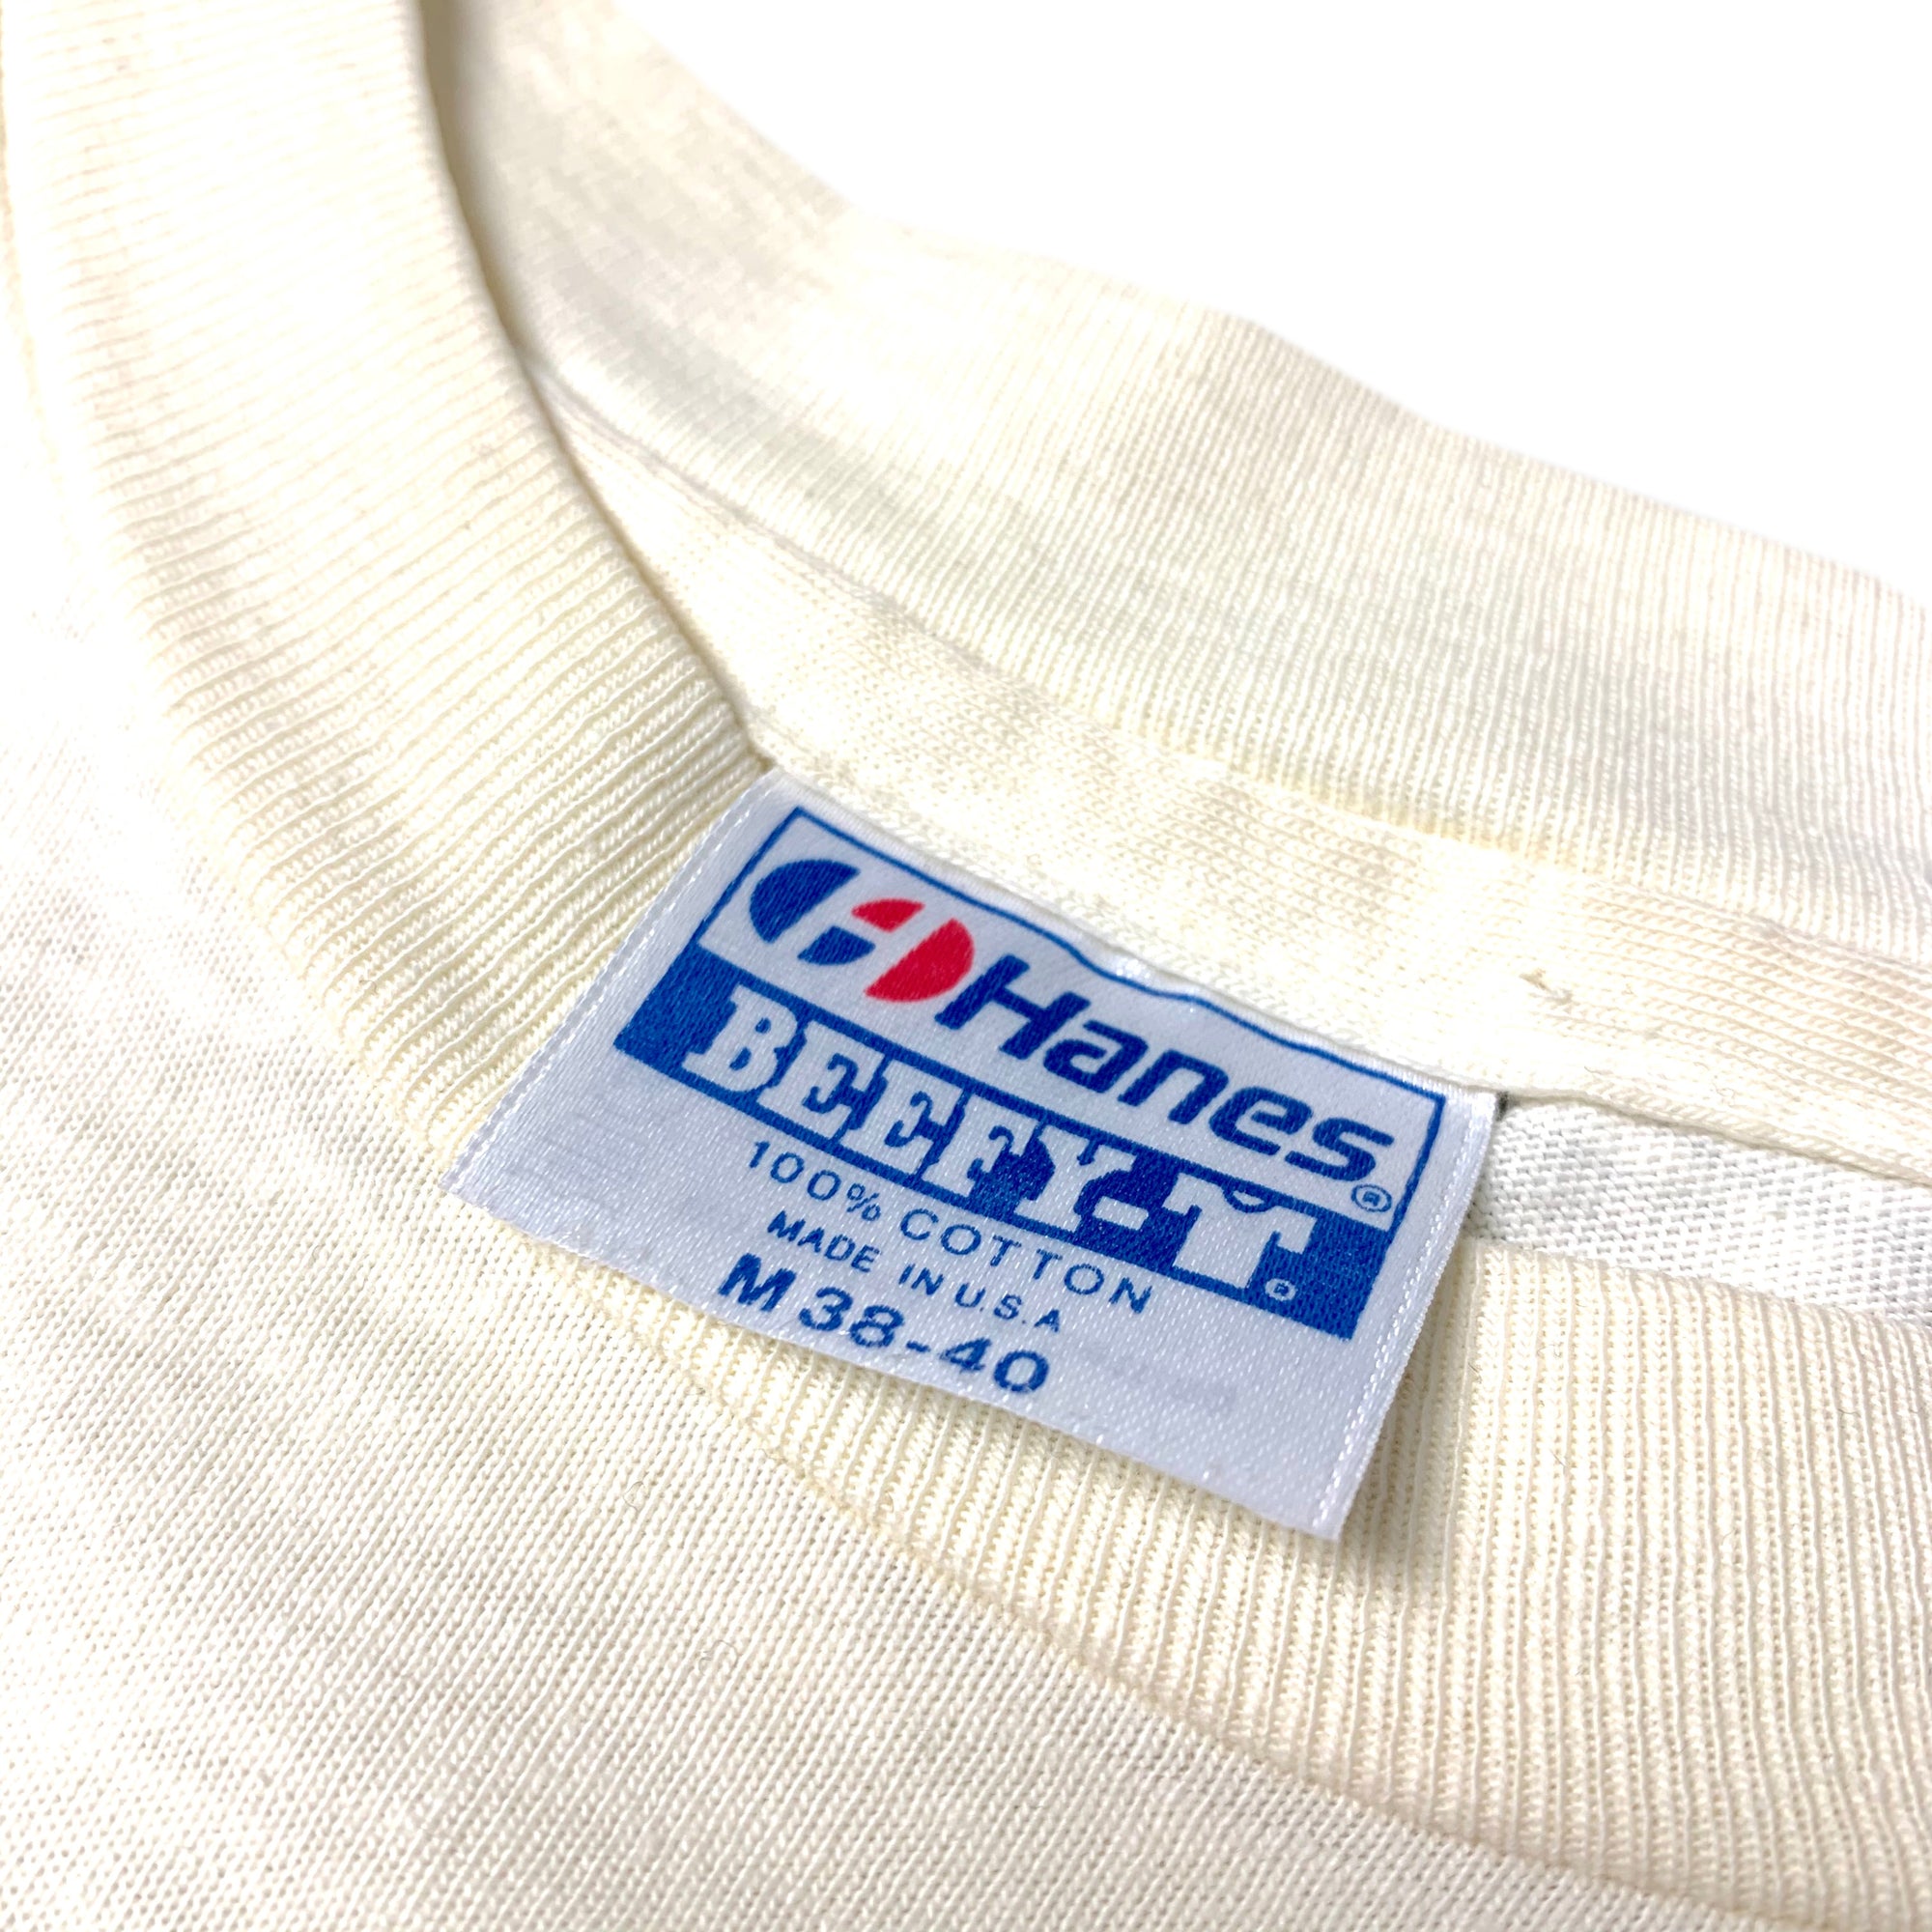 Hanes®
BEEFY-T®
100% COTTON
MADE IN U.S.A
M 38-40